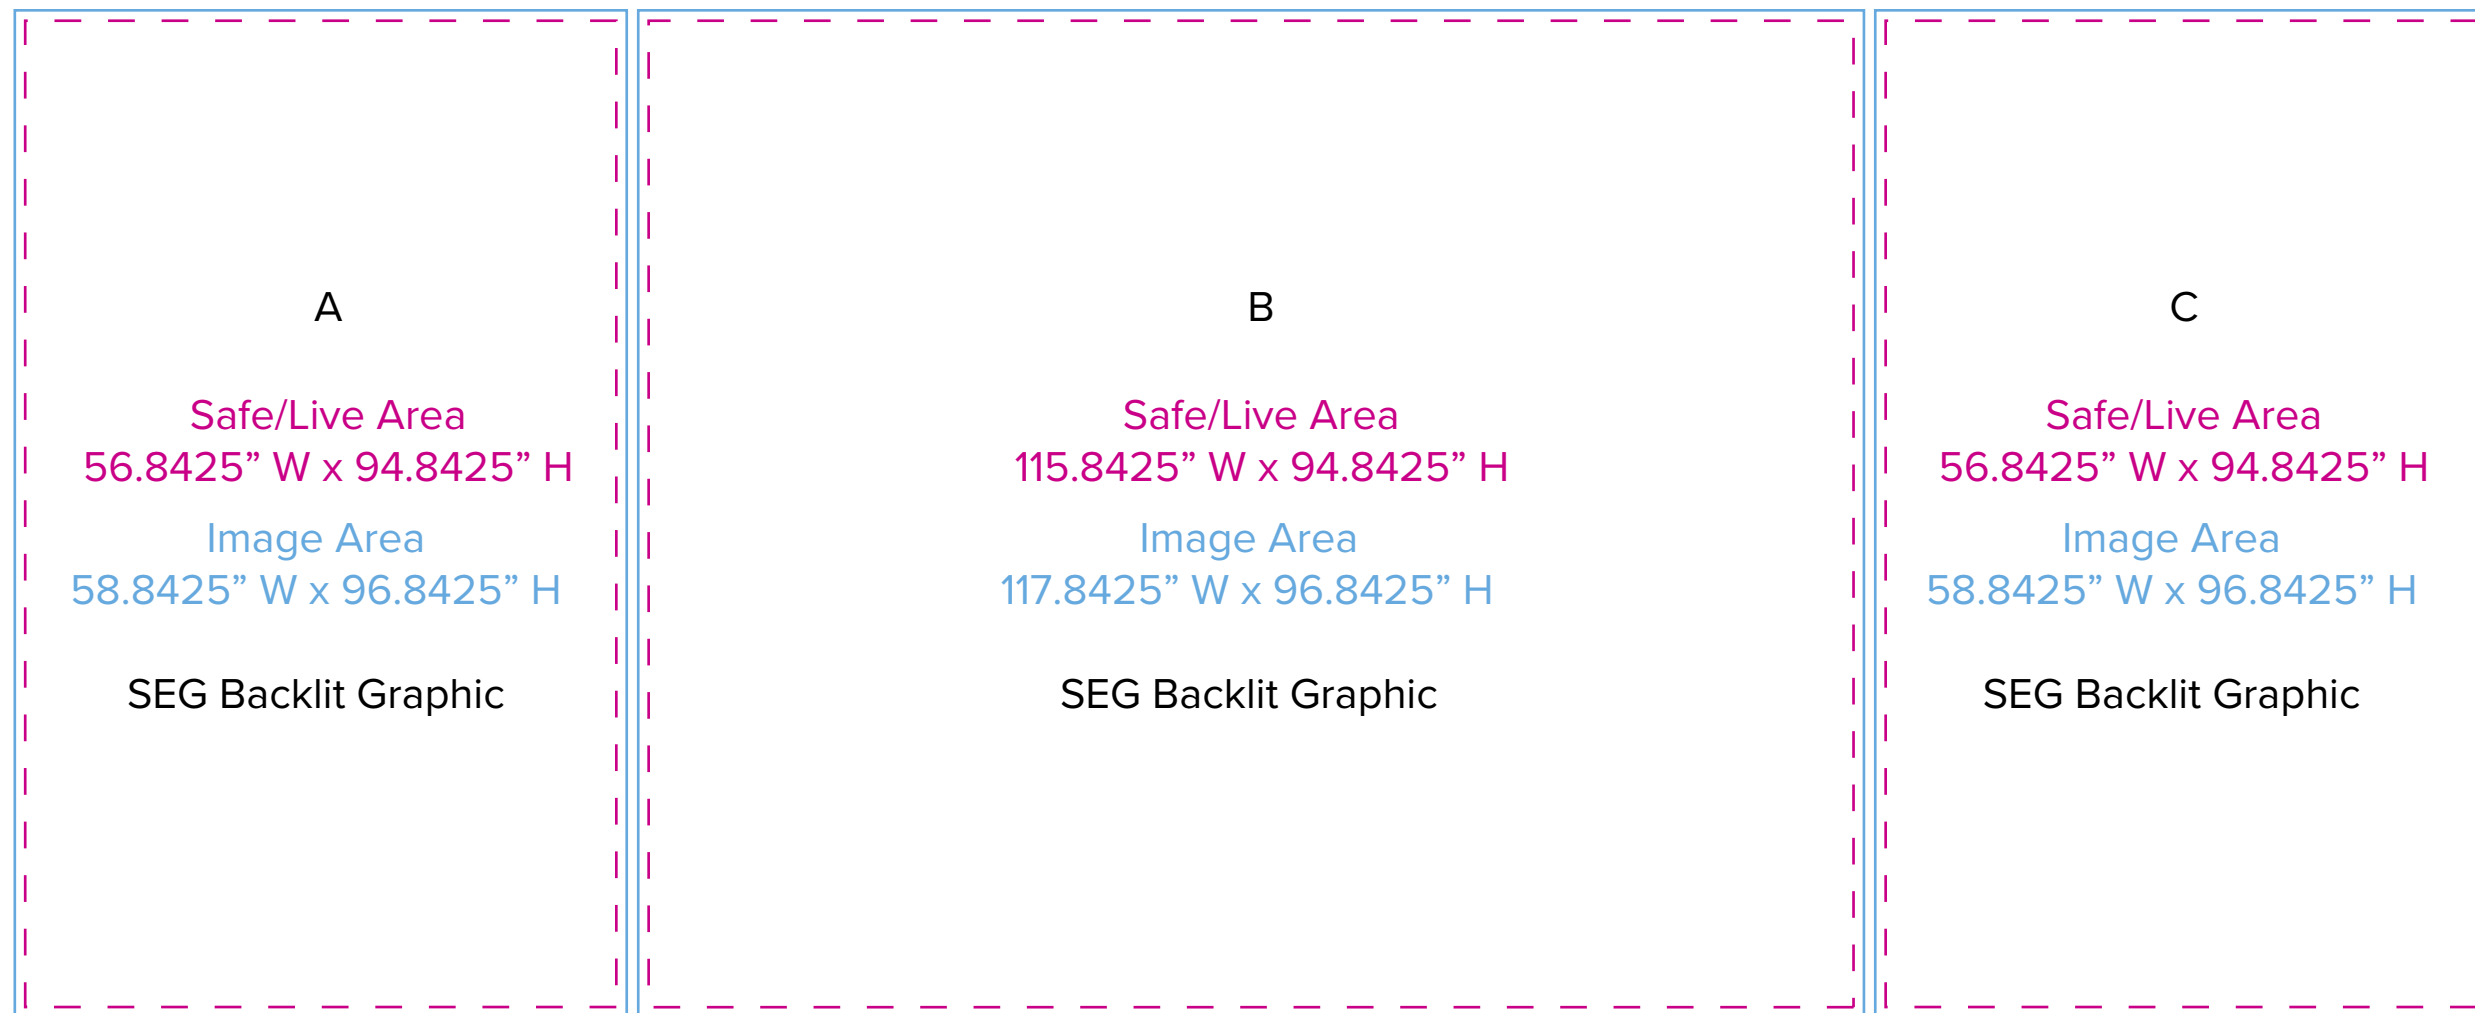 A
Safe/Live Area
56.8425” W x 94.8425” H
Image Area
58.8425” W x 96.8425” H
SEG Backlit Graphic
B
Safe/Live Area
115.8425” W x 94.8425” H
Image Area
117.8425” W x 96.8425” H
SEG Backlit Graphic
C
Safe/Live Area
56.8425” W x 94.8425” H
Image Area
58.8425” W x 96.8425” H
SEG Backlit Graphic